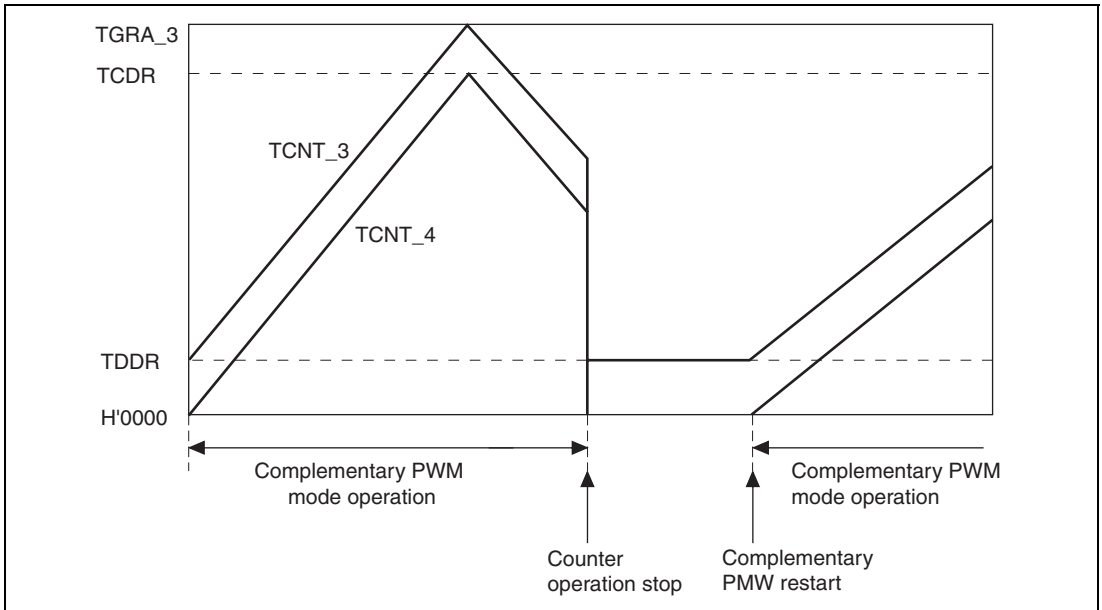 TGRA_3
TCDR
TCNT_3
TCNT_4
TDDR
H'0000
Complementary PWM
mode operation
Complementary PWM
mode operation
Counter
operation stop
Complementary
PMW restart